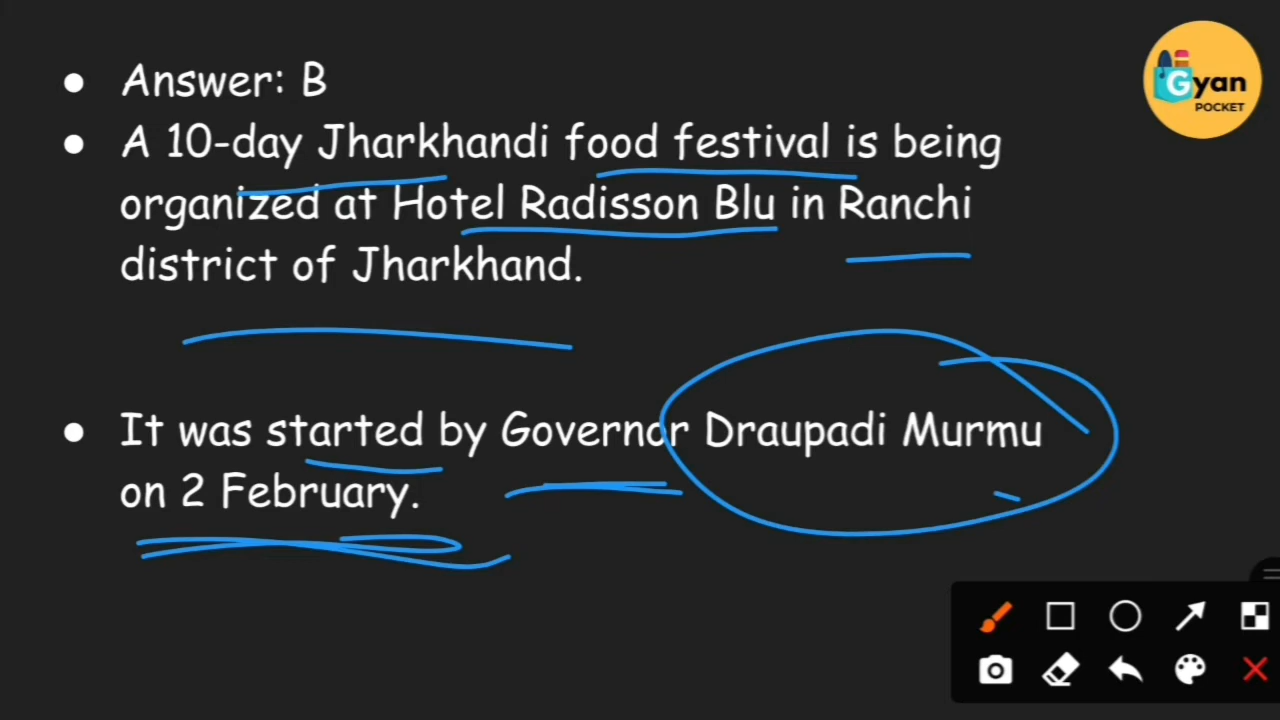 ● Answer: B
● A 10-day Jharkhandi food festival is being
organized at Hotel Radisson Blu in Ranchi
district of Jharkhand.
● It was started by Governor Draupadi Murmu
on 2 February.
Gyan
POCKET